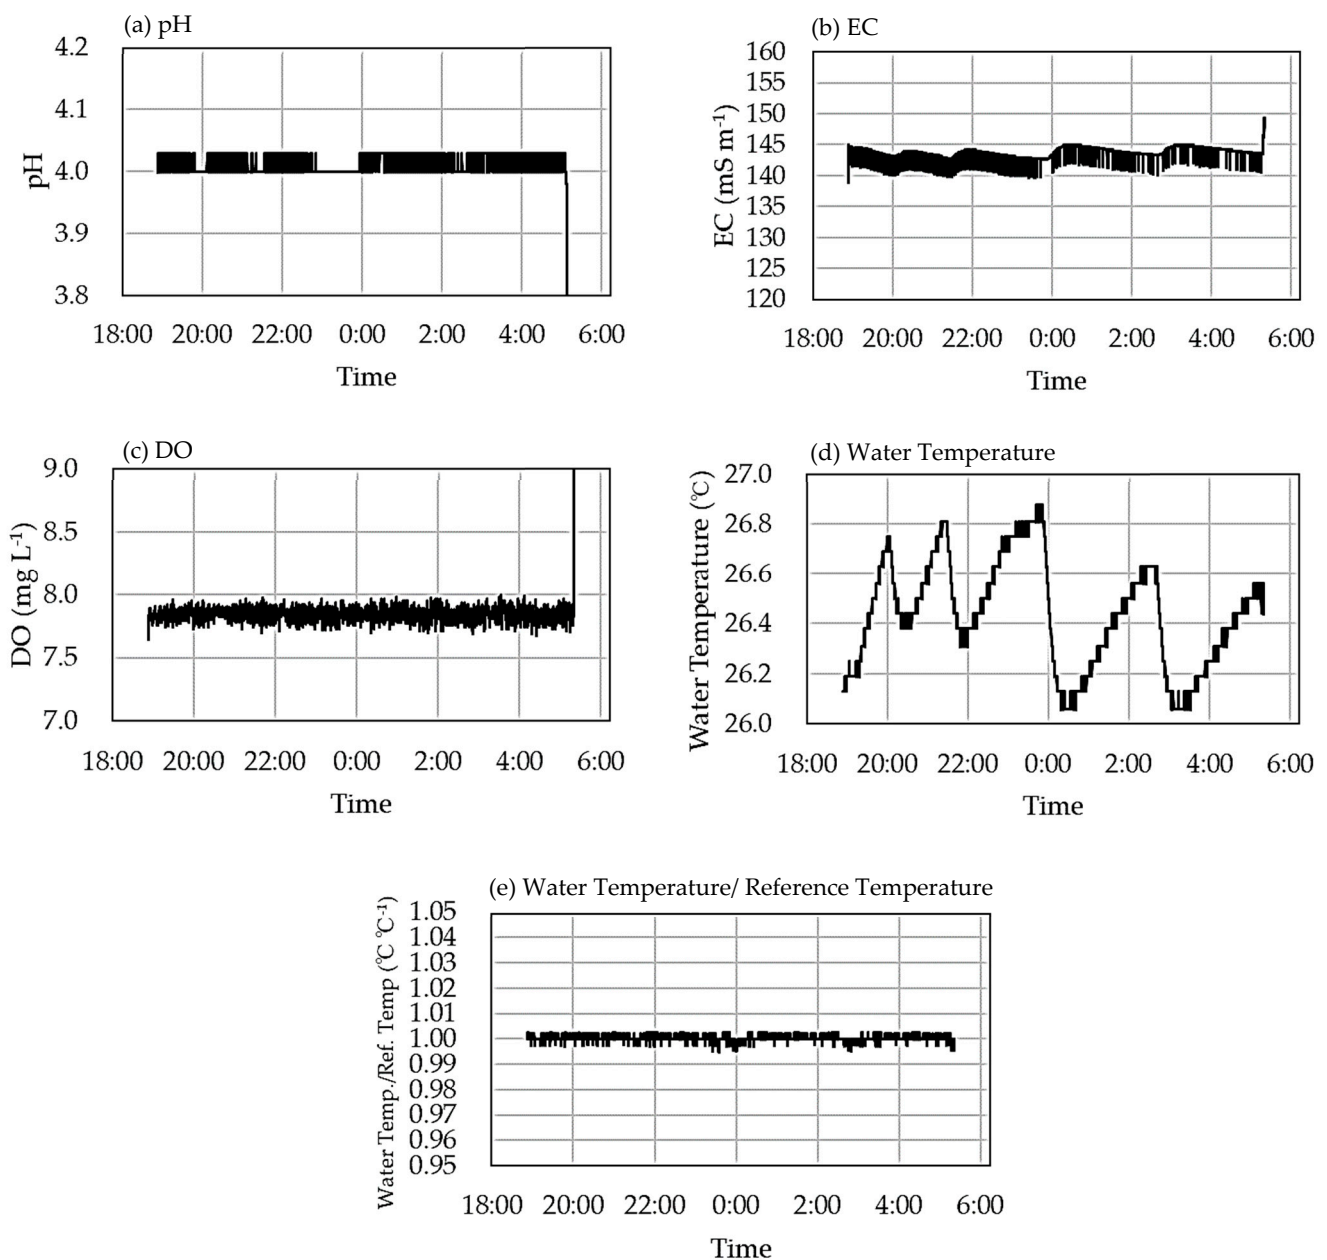 (a) pH
4.2
4.1
4.0
3.9
3.8
pH
18:00 20:00 22:00 0:00 2:00 4:00 6:00
Time
(b) EC
160
155
150
145
140
135
130
125
120
EC (mS m⁻¹)
18:00 20:00 22:00 0:00 2:00 4:00 6:00
Time
(c) DO
9.0
8.5
8.0
7.5
7.0
DO (mg L⁻¹)
18:00 20:00 22:00 0:00 2:00 4:00 6:00
Time
(d) Water Temperature
27.0
26.8
26.6
26.4
26.2
26.0
Water Temperature (℃)
18:00 20:00 22:00 0:00 2:00 4:00 6:00
Time
(e) Water Temperature/ Reference Temperature
1.05
1.04
1.03
1.02
1.01
1.00
0.99
0.98
0.97
0.96
0.95
Water Temp./Ref. Temp (℃ ℃⁻¹)
18:00 20:00 22:00 0:00 2:00 4:00 6:00
Time